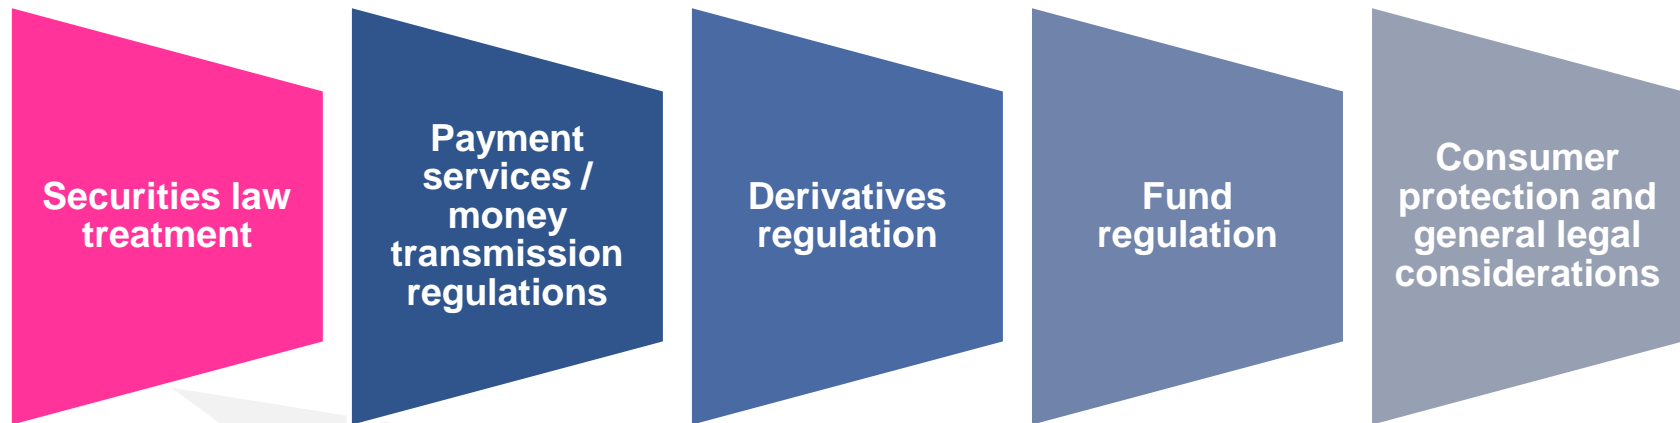 Securities law
treatment
Payment
services /
money
transmission
regulations
Derivatives
regulation
Fund
regulation
Consumer
protection and
general legal
considerations